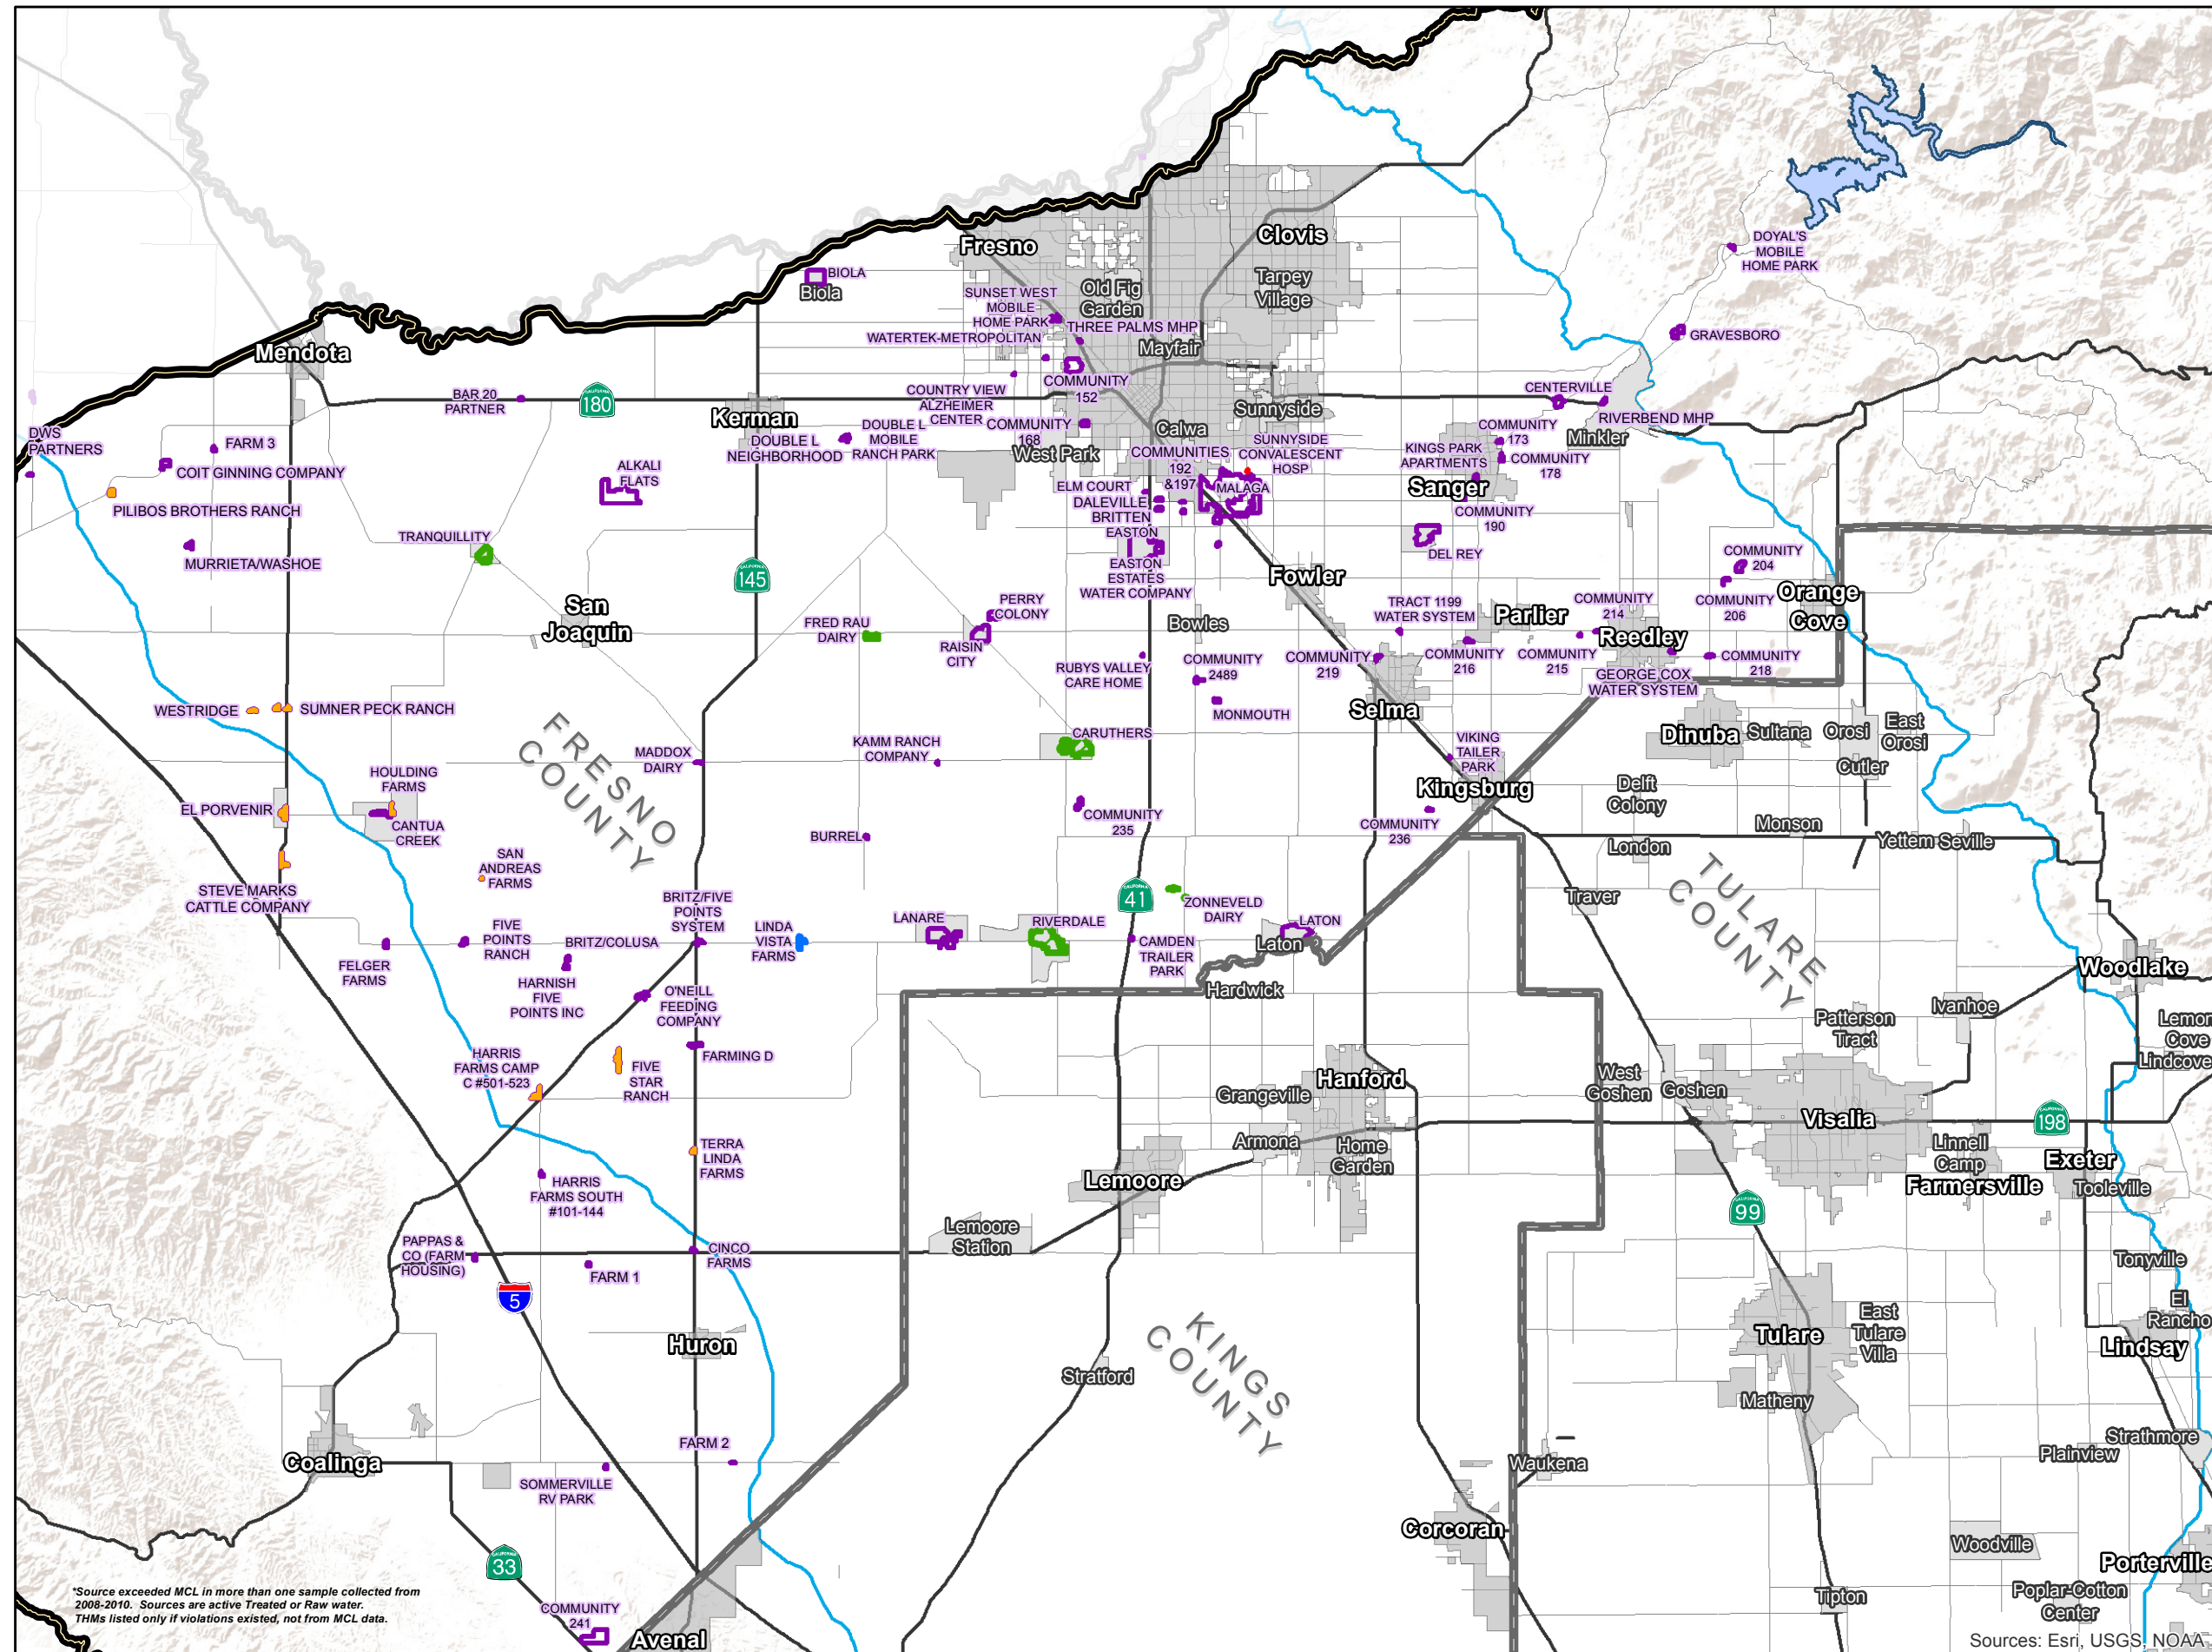 DOYAL'S
MOBILE
HOME PARK
Clovis
Fresno
BIOLA
Biola
Tarpey
Village
Old Fig
Garden
SUNSET WEST
MOBILE
HOME PARK
THREE PALMS MHP
WATERTEK-METROPOLITAN
Mayfair
GRAVESBORO
Mendota
BAR 20
PARTNER
CALIFORNIA
180
Kerman
COUNTRY VIEW
ALZHEIMER
CENTER
COMMUNITY
152
Sunnyside
CENTERVILLE
RIVERBEND MHP
Minkler
DWS
PARTNERS
FARM 3
COIT GINNING COMPANY
PILIBOS BROTHERS RANCH
MURRIETA/WASHOE
ALKALI
FLATS
DOUBLE L
NEIGHBORHOOD
DOUBLE L
MOBILE
RANCH PARK
COMMUNITY
168
West Park
Calwa
COMMUNITIES
192
&197
SUNNYSIDE
CONVALESCENT
HOSP
MALAGA
ELM COURT
DALEVILLE
BRITTEN
EASTON
EASTON
ESTATES
WATER COMPANY
KINGS PARK
APARTMENTS
COMMUNITY
173
COMMUNITY
178
Sanger
COMMUNITY
190
DEL REY
TRANQUILLITY
CALIFORNIA
145
San
Joaquin
FRED RAU
DAIRY
PERRY
COLONY
RAISIN
CITY
Fowler
Bowles
TRACT 1199
WATER SYSTEM
Parlier
COMMUNITY
214
COMMUNITY
204
COMMUNITY
206
Orange
Cove
Reedley
COMMUNITY
215
COMMUNITY
216
COMMUNITY
218
COMMUNITY
219
GEORGE COX
WATER SYSTEM
RUBYS VALLEY
CARE HOME
COMMUNITY
2489
MONMOUTH
Selma
WESTRIDGE
SUMNER PECK RANCH
FRESNO
COUNTY
MADDOX
DAIRY
KAMM RANCH
COMPANY
CARUTHERS
VIKING
TAILER
PARK
Kingsburg
Dinuba
Sultana
Orosi
East
Orosi
Cutler
Delft
Colony
HOULDING
FARMS
EL PORVENIR
CANTUA
CREEK
BURREL
COMMUNITY
235
COMMUNITY
236
Monson
London
Yettem-Seville
STEVE MARKS
CATTLE COMPANY
SAN
ANDREAS
FARMS
FIVE
POINTS
RANCH
FELGER
FARMS
BRITZ/COLUSA
BRITZ/FIVE
POINTS
SYSTEM
LINDA
VISTA
FARMS
LANARE
RIVERDALE
CALIFORNIA
41
ZONNEVELD
DAIRY
CAMDEN
TRAILER
PARK
LATON
Laton
Traver
TULARE
COUNTY
Woodlake
HARNISH
FIVE
POINTS INC
O'NEILL
FEEDING
COMPANY
Hardwick
Ivanhoe
Patterson
Tract
Lemon
Cove
Lindcove
HARRIS
FARMS CAMP
C #501-523
FIVE
STAR
RANCH
FARMING D
Grangeville
Hanford
Armona
Home
Garden
West
Goshen
Goshen
Visalia
CALIFORNIA
198
Linnell
Camp
Exeter
Farmersville
Tooleville
TERRA
LINDA
FARMS
HARRIS
FARMS SOUTH
#101-144
Lemoore
Lemoore
Station
CALIFORNIA
99
PAPPAS &
CO (FARM
HOUSING)
FARM 1
CINCO
FARMS
5
Tonyville
El
Rancho
Lindsay
Huron
KINGS
COUNTY
Stratford
Tulare
East
Tulare
Villa
Matheny
Strathmore
Plainview
Coalinga
FARM 2
SOMMERVILLE
RV PARK
Waukena
Corcoran
Woodville
Porterville
CALIFORNIA
33
*Source exceeded MCL in more than one sample collected from
2008-2010. Sources are active Treated or Raw water.
THMs listed only if violations existed, not from MCL data.
COMMUNITY
241
Avenal
Tipton
Poplar-Cotton
Center
Sources: Esri, USGS, NOAA